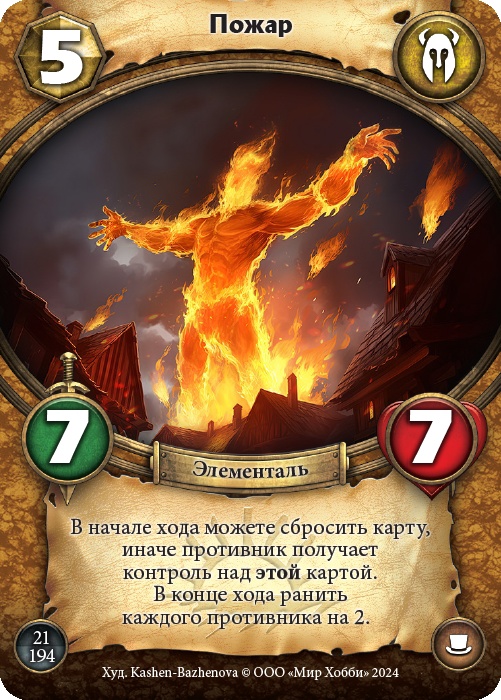 Пожар
5
7
7
Элементаль
В начале хода можете сбросить карту,
иначе противник получает
контроль над этой картой.
В конце хода ранить
каждого противника на 2.
21
194
Худ. Kashen-Bazhenova © ООО «Мир Хобби» 2024